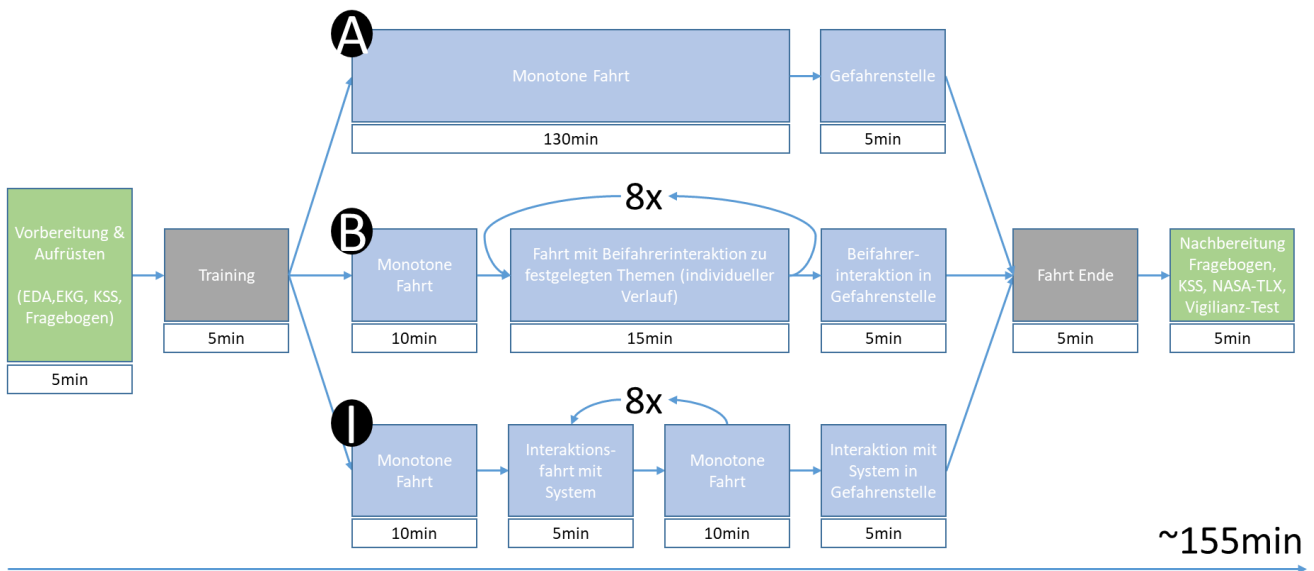 A
Monotone Fahrt
130min
Gefahrenstelle
5min
Vorbereitung &
Aufrüsten
(EDA,EKG, KSS,
Fragebogen)
5min
Training
5min
B
Monotone
Fahrt
10min
8x
Fahrt mit Beifahrerinteraktion zu
festgelegten Themen (individueller
Verlauf)
15min
Beifahrer-
interaktion in
Gefahrenstelle
5min
I
Monotone
Fahrt
10min
8x
Interaktions-
fahrt mit
System
5min
Monotone
Fahrt
10min
Interaktion mit
System in
Gefahrenstelle
5min
Fahrt Ende
5min
Nachbereitung
Fragebogen,
KSS, NASA-TLX,
Vigilianz-Test
5min
~155min